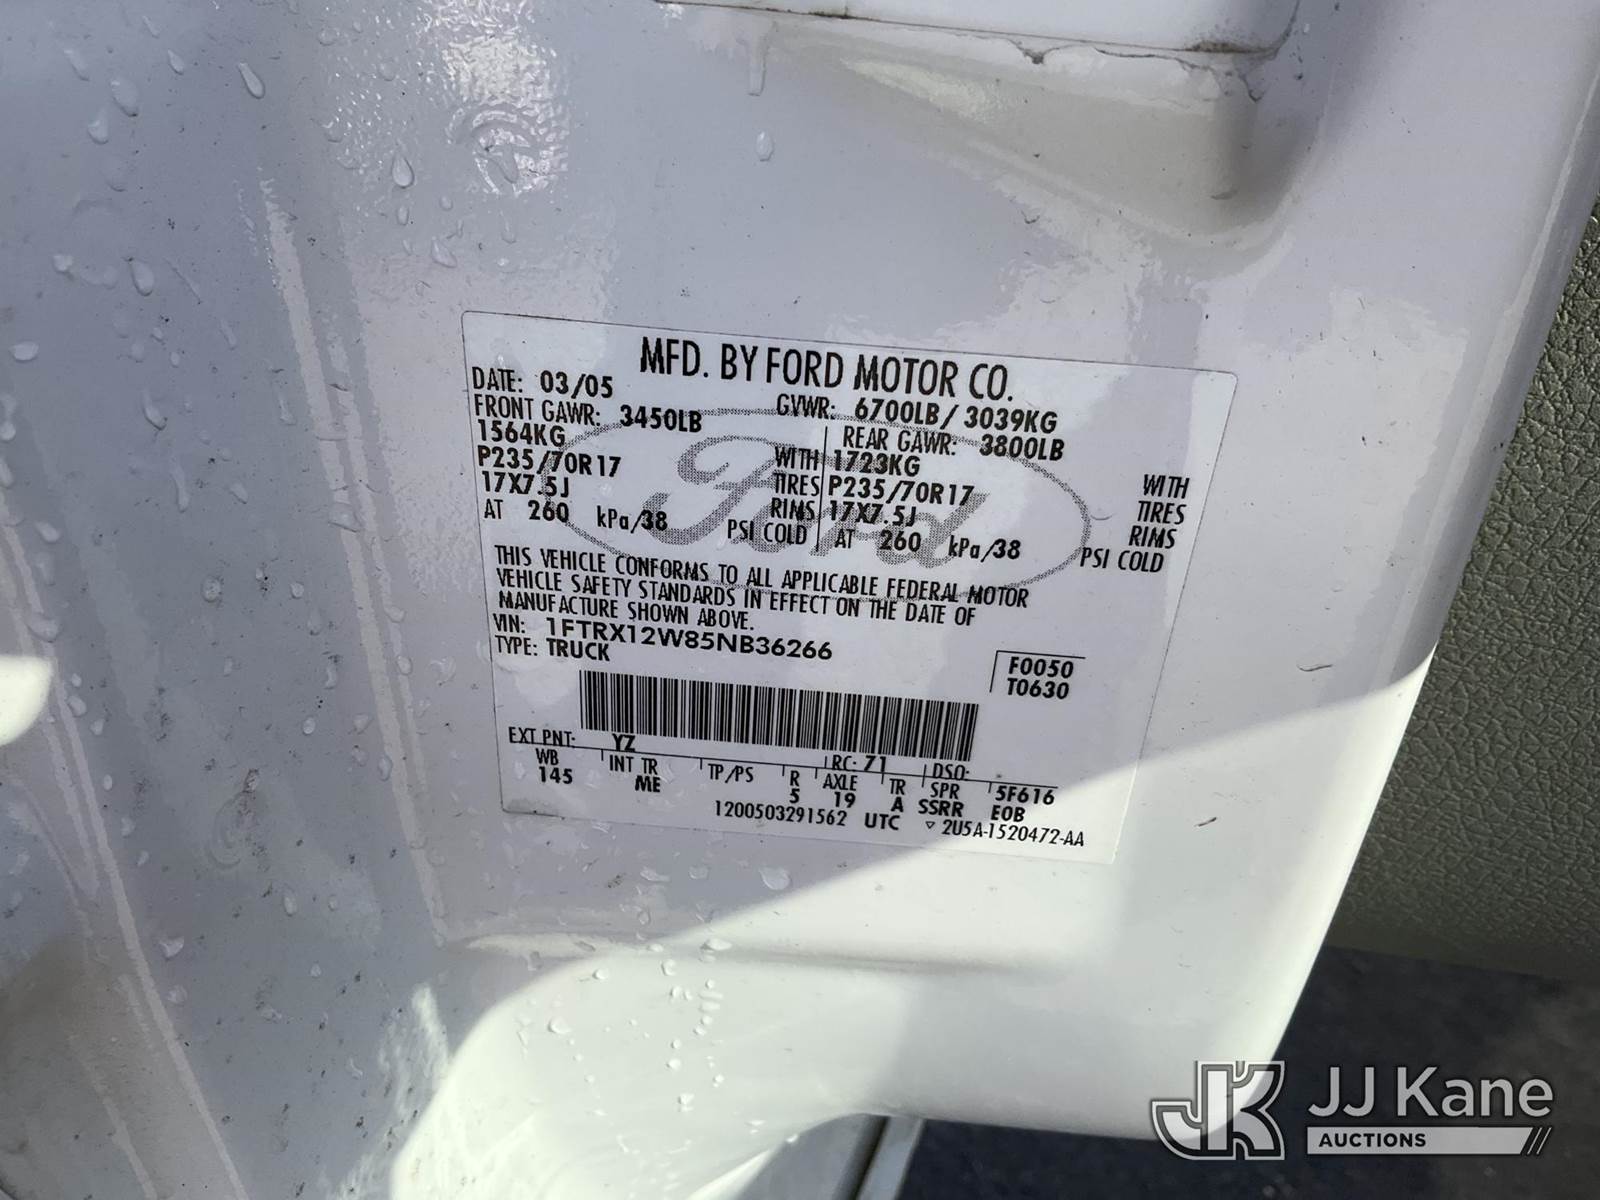 MFD. BY FORD MOTOR CO.
DATE: 03/05 GVWR: 6700LB/ 3039KG
FRONT GAWR: 3450LB REAR GAWR: 3800LB
1564KG WITH 1723KG WITH
P235/70R17 TIRES P235/70R17 TIRES
17X7.5J RIMS 17X7.5J RIMS
AT 260 kPa/38 PSI COLD AT 260 kPa/38 PSI COLD
Ford
THIS VEHICLE CONFORMS TO ALL APPLICABLE FEDERAL MOTOR
VEHICLE SAFETY STANDARDS IN EFFECT ON THE DATE OF
MANUFACTURE SHOWN ABOVE.
VIN: 1FTRX12W85NB36266
TYPE: TRUCK
F0050
T0630
EXT PNT: YZ RC: 71 DSO:
WB INT TR TP/PS R AXLE TR SPR 5F616
145 ME 5 19 A SSRR E0B
1200503291562 UTC ▽ 2U5A-1520472-AA
JK JJ Kane
AUCTIONS